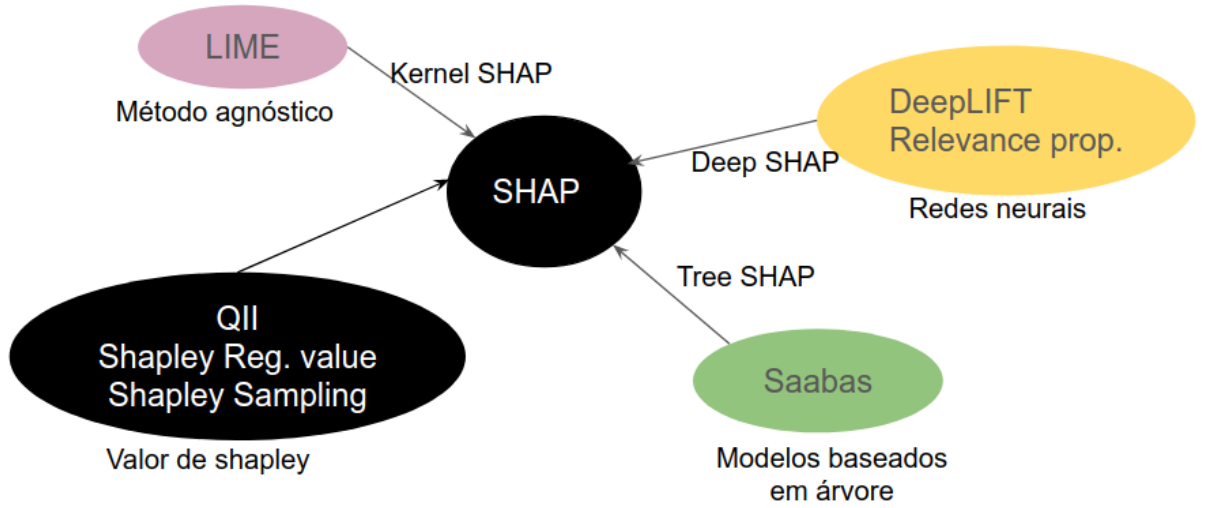 LIME
Kernel SHAP
Método agnóstico
DeepLIFT
Relevance prop.
Deep SHAP
Redes neurais
SHAP
Tree SHAP
QII
Shapley Reg. value
Shapley Sampling
Valor de shapley
Saabas
Modelos baseados
em árvore